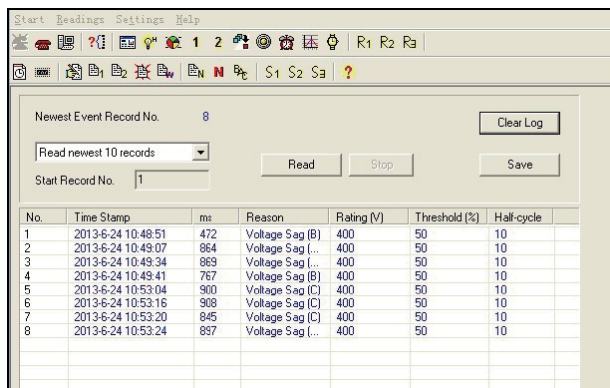 Start Readings Settings Help
?{} 1 2 R1 R2 R3
1 2 W N N S1 S2 S3 ?
Newest Event Record No. 8 Clear Log
Read newest 10 records Read Stop Save
Start Record No. 1
No. Time Stamp ms Reason Rating (V) Threshold (%) Half-cycle
1 2013-6-24 10:48:51 472 Voltage Sag (B) 400 50 10
2 2013-6-24 10:49:07 864 Voltage Sag (... 400 50 10
3 2013-6-24 10:49:34 869 Voltage Sag (... 400 50 10
4 2013-6-24 10:49:41 767 Voltage Sag (B) 400 50 10
5 2013-6-24 10:53:04 900 Voltage Sag (C) 400 50 10
6 2013-6-24 10:53:16 908 Voltage Sag (C) 400 50 10
7 2013-6-24 10:53:20 845 Voltage Sag (C) 400 50 10
8 2013-6-24 10:53:24 897 Voltage Sag (... 400 50 10